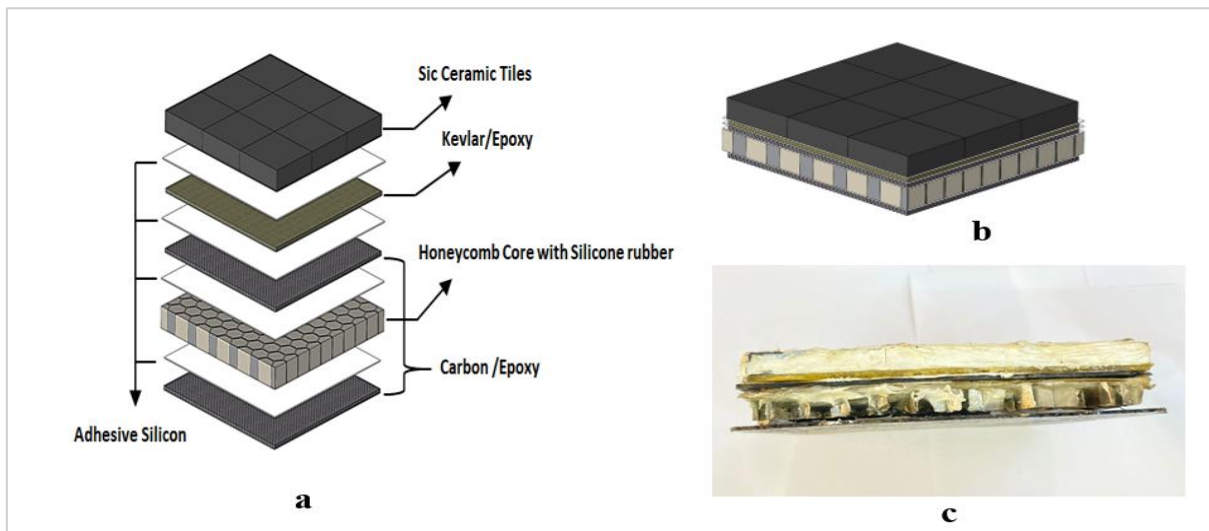 Sic Ceramic Tiles
Kevlar/Epoxy
Honeycomb Core with Silicone rubber
Carbon /Epoxy
Adhesive Silicon
a
b
c